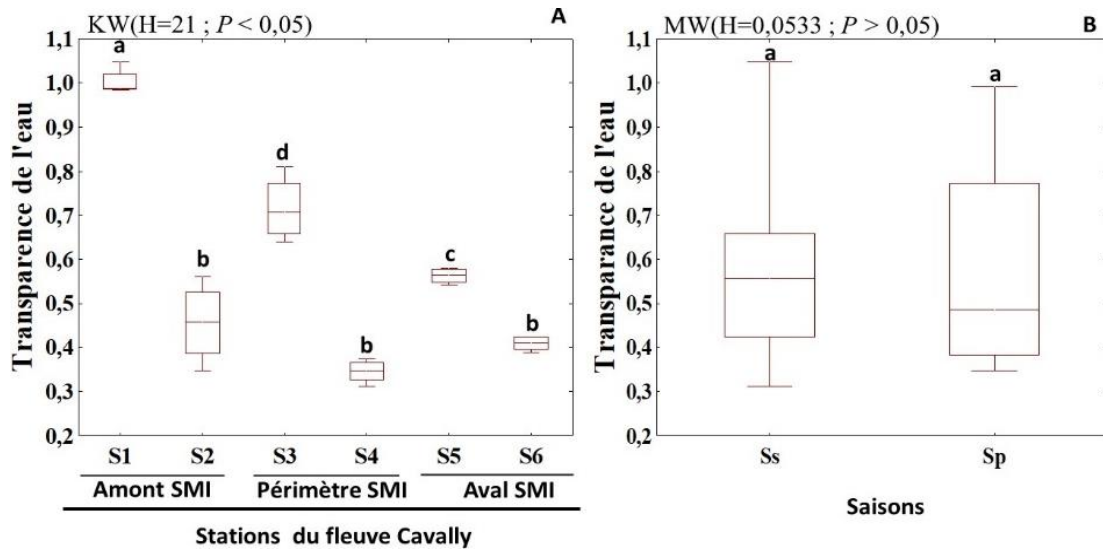 KW(H=21 ; P < 0,05)
A
1,1
1,0
0,9
0,8
0,7
0,6
0,5
0,4
0,3
0,2
Transparence de l'eau
a
b
d
b
c
b
S1 S2 S3 S4 S5 S6
Amont SMI Périmètre SMI Aval SMI
Stations du fleuve Cavally
MW(H=0,0533 ; P > 0,05)
B
1,1
1,0
0,9
0,8
0,7
0,6
0,5
0,4
0,3
0,2
Transparance de l'eau
a
a
Ss Sp
Saisons